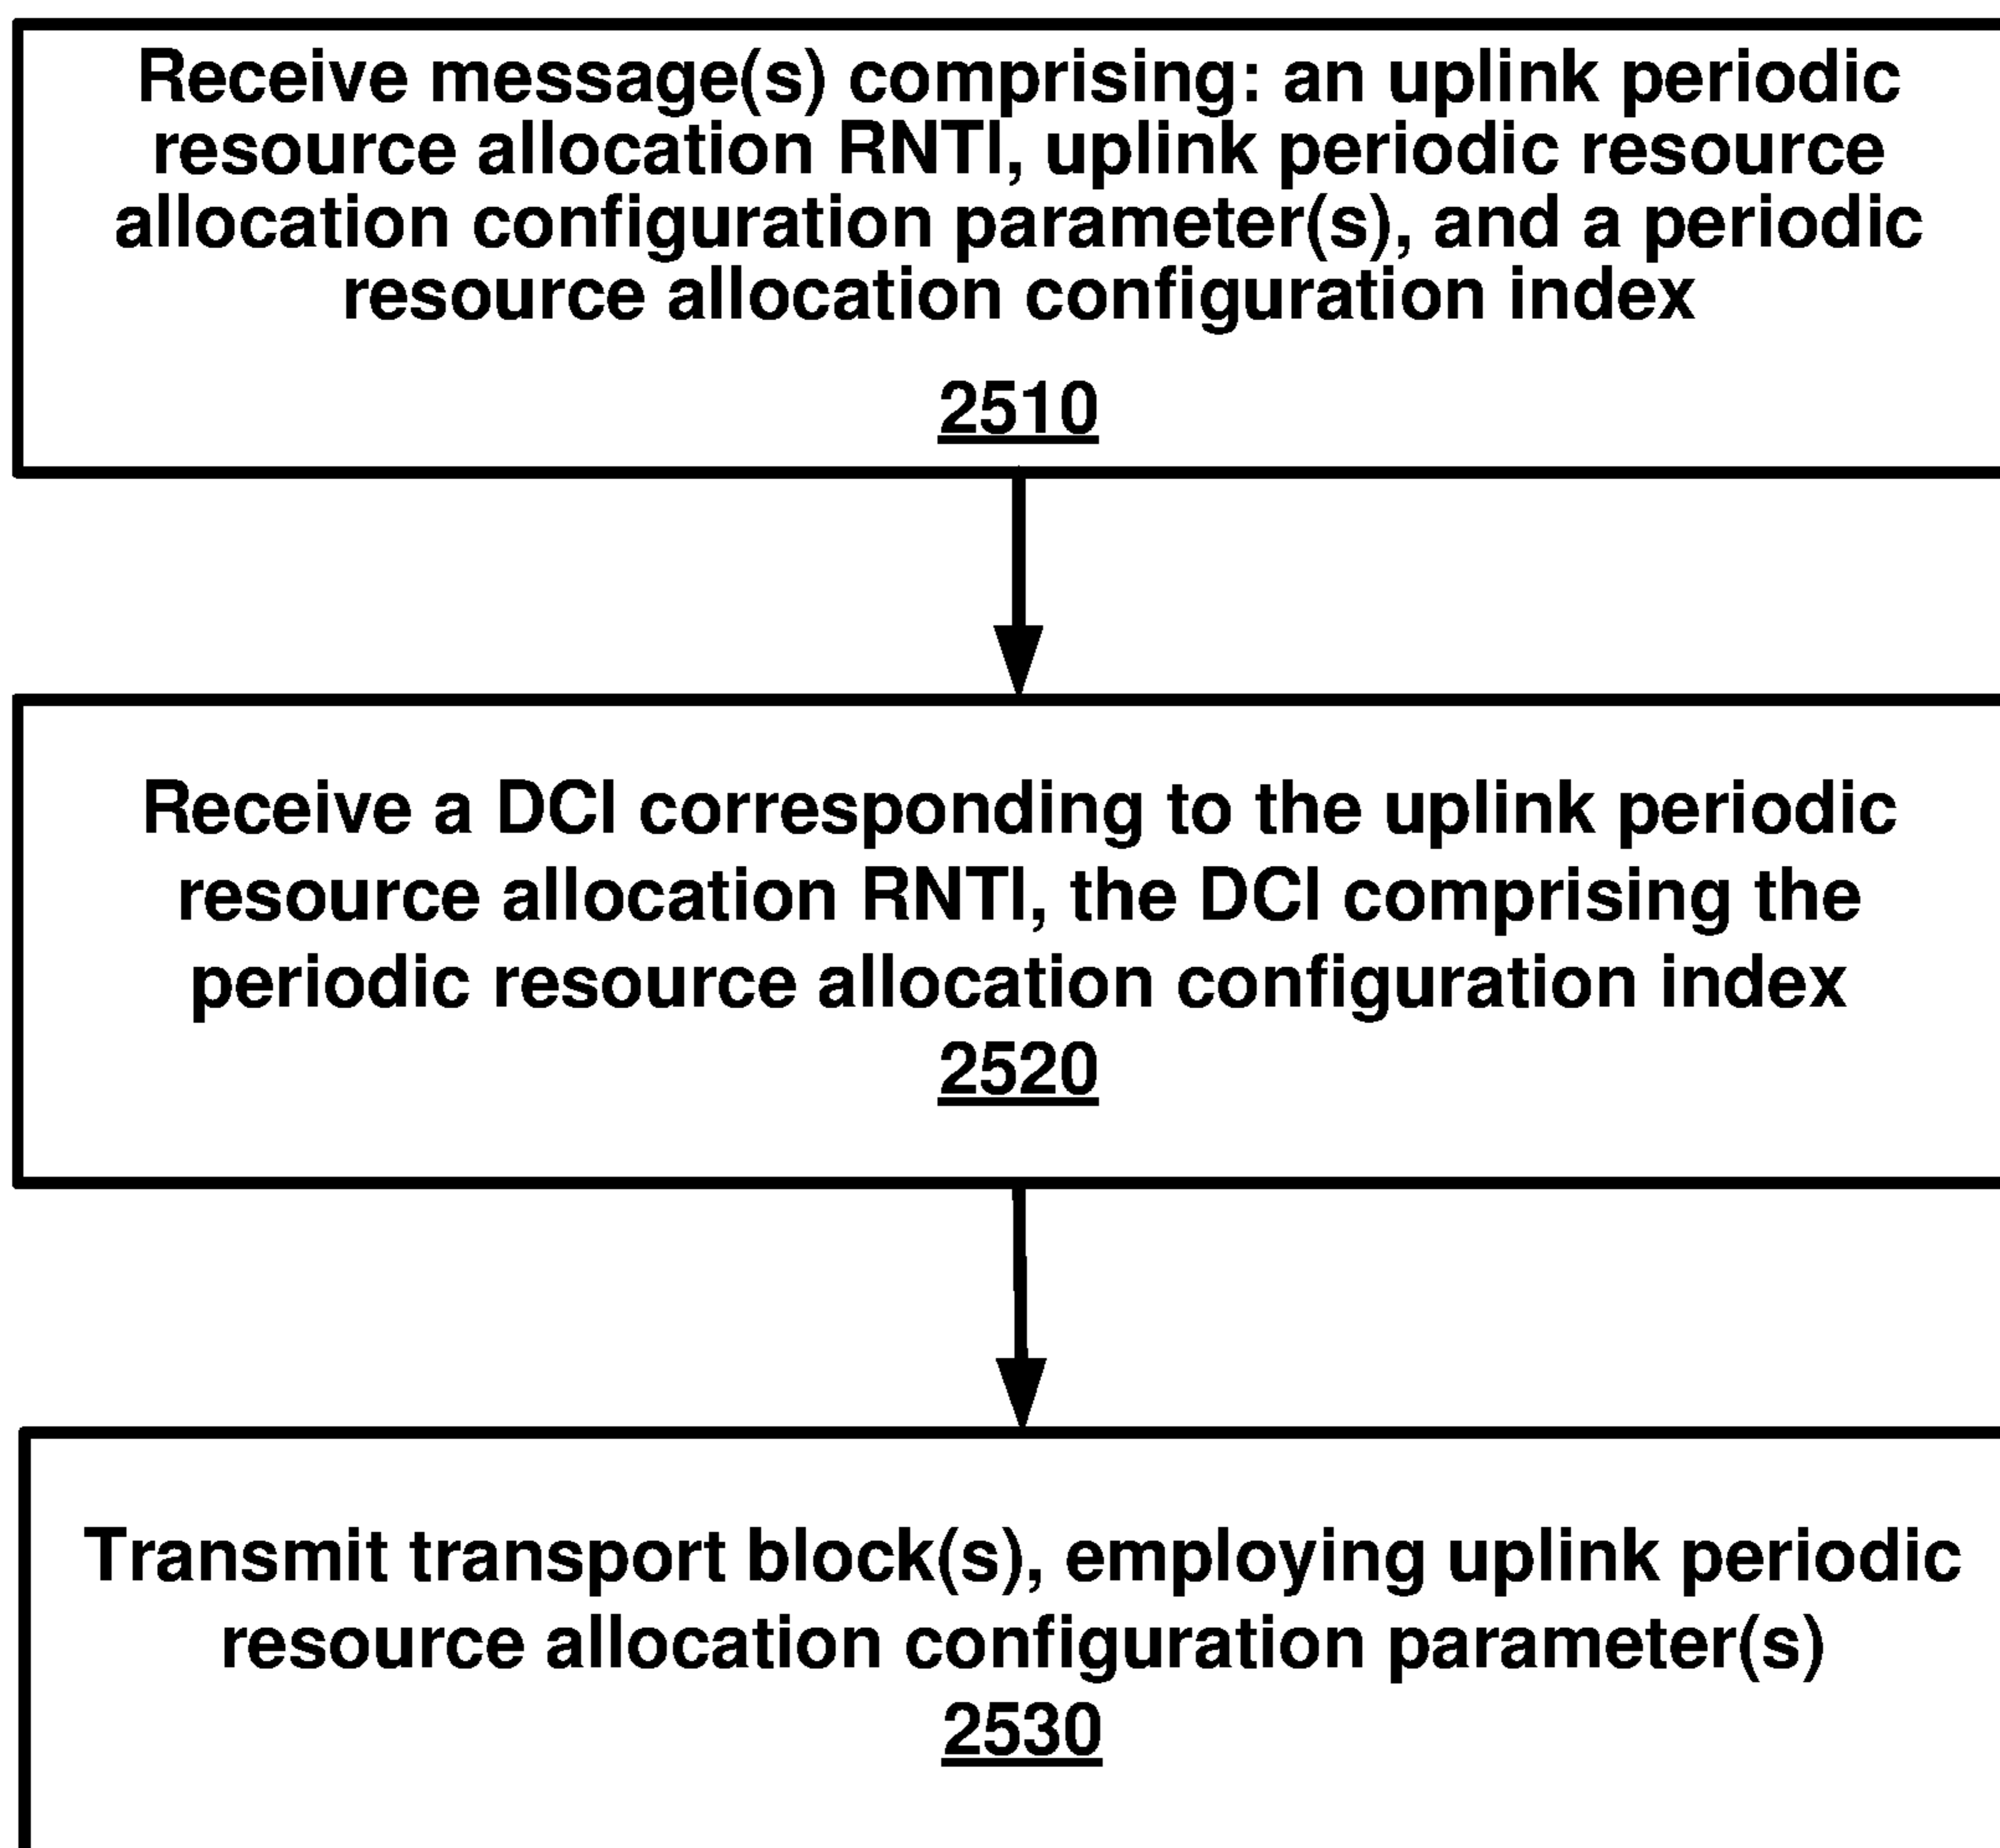 Receive message(s) comprising: an uplink periodic
resource allocation RNTI, uplink periodic resource
allocation configuration parameter(s), and a periodic
resource allocation configuration index
2510
Receive a DCI corresponding to the uplink periodic
resource allocation RNTI, the DCI comprising the
periodic resource allocation configuration index
2520
Transmit transport block(s), employing uplink periodic
resource allocation configuration parameter(s)
2530